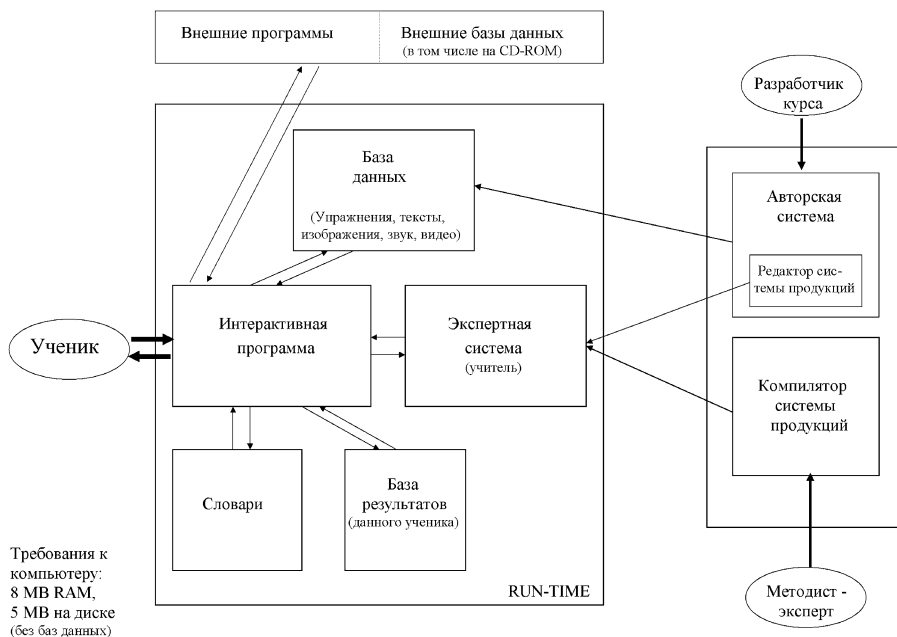 Внешние программы
Внешние базы данных
(в том числе на CD-ROM)
Разработчик
курса
База
данных
(Упражнения, тексты,
изображения, звук, видео)
Авторская
система
Редактор сис-
темы продукций
Ученик
Интерактивная
программа
Экспертная
система
(учитель)
Компилятор
системы
продукций
Словари
База
результатов
(данного ученика)
Требования к
компьютеру:
8 MB RAM,
5 MB на диске
(без баз данных)
RUN-TIME
Методист -
эксперт